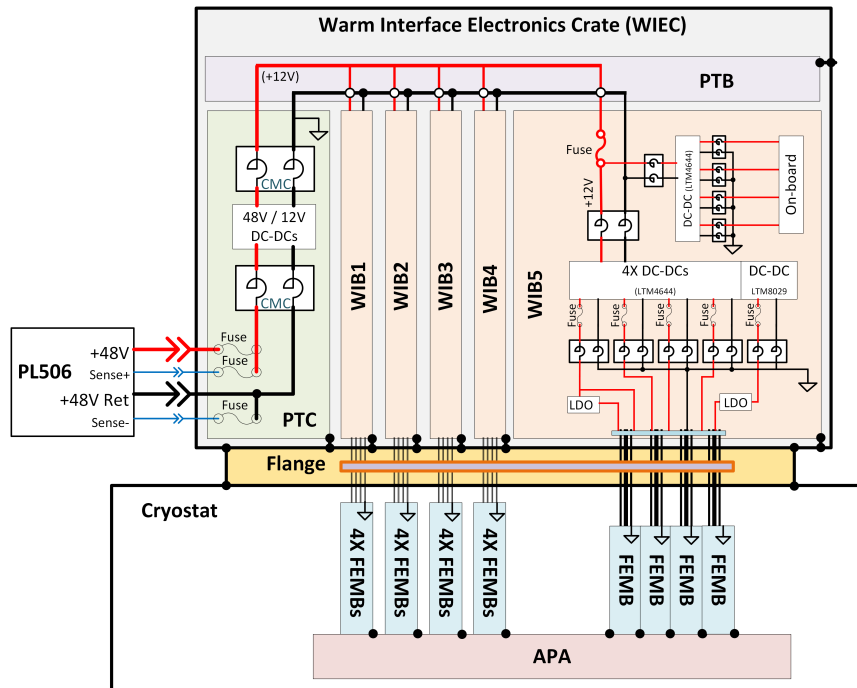 Warm Interface Electronics Crate (WIEC)
(+12V)
PTB
CMC
48V / 12V
DC-DCs
CMC
Fuse
Fuse
Fuse
PTC
PL506
+48V
Sense+
+48V Ret
Sense-
WIB1
WIB2
WIB3
WIB4
WIB5
Fuse
+12V
DC-DC (LTM4644)
On-board
4X DC-DCs
(LTM4644)
DC-DC
LTM8029
Fuse
Fuse
Fuse
Fuse
Fuse
LDO
LDO
Flange
Cryostat
4X FEMBs
4X FEMBs
4X FEMBs
4X FEMBs
FEMB
FEMB
FEMB
FEMB
APA